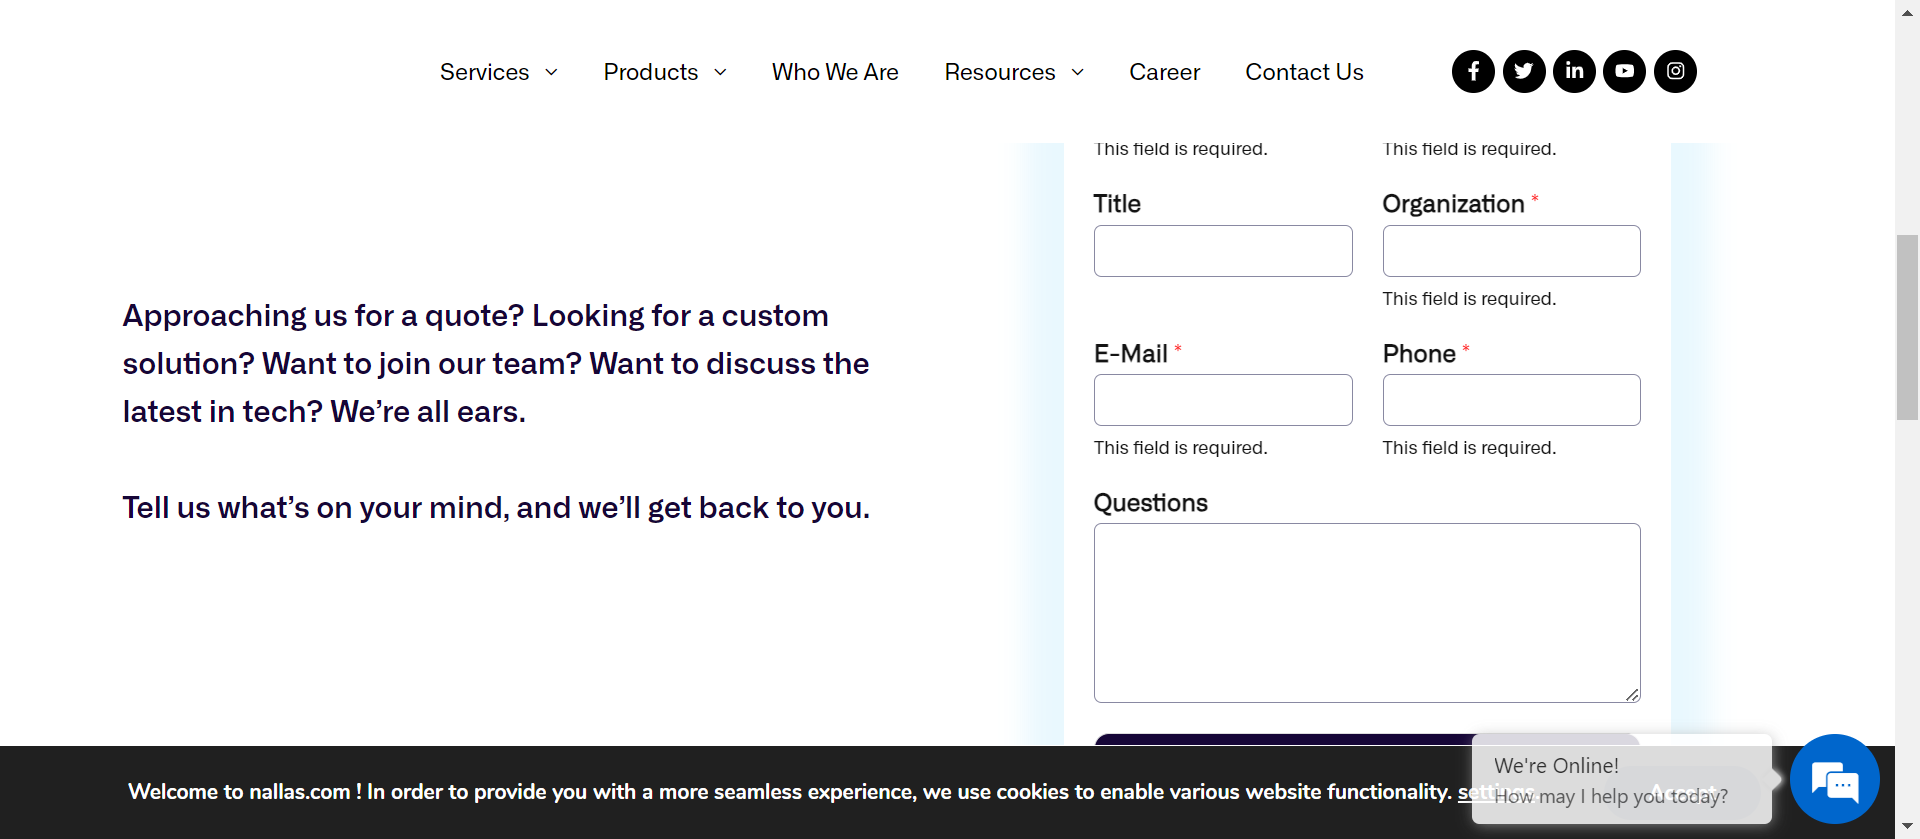 Services
Products
Who We Are
Resources
Career
Contact Us
This field is required.
This field is required.
Title
Organization *
This field is required.
Approaching us for a quote? Looking for a custom
solution? Want to join our team? Want to discuss the
latest in tech? We’re all ears.
Tell us what’s on your mind, and we’ll get back to you.
E-Mail *
Phone *
This field is required.
This field is required.
Questions
Welcome to nallas.com ! In order to provide you with a more seamless experience, we use cookies to enable various website functionality. settings.
Accept
We're Online!
How may I help you today?